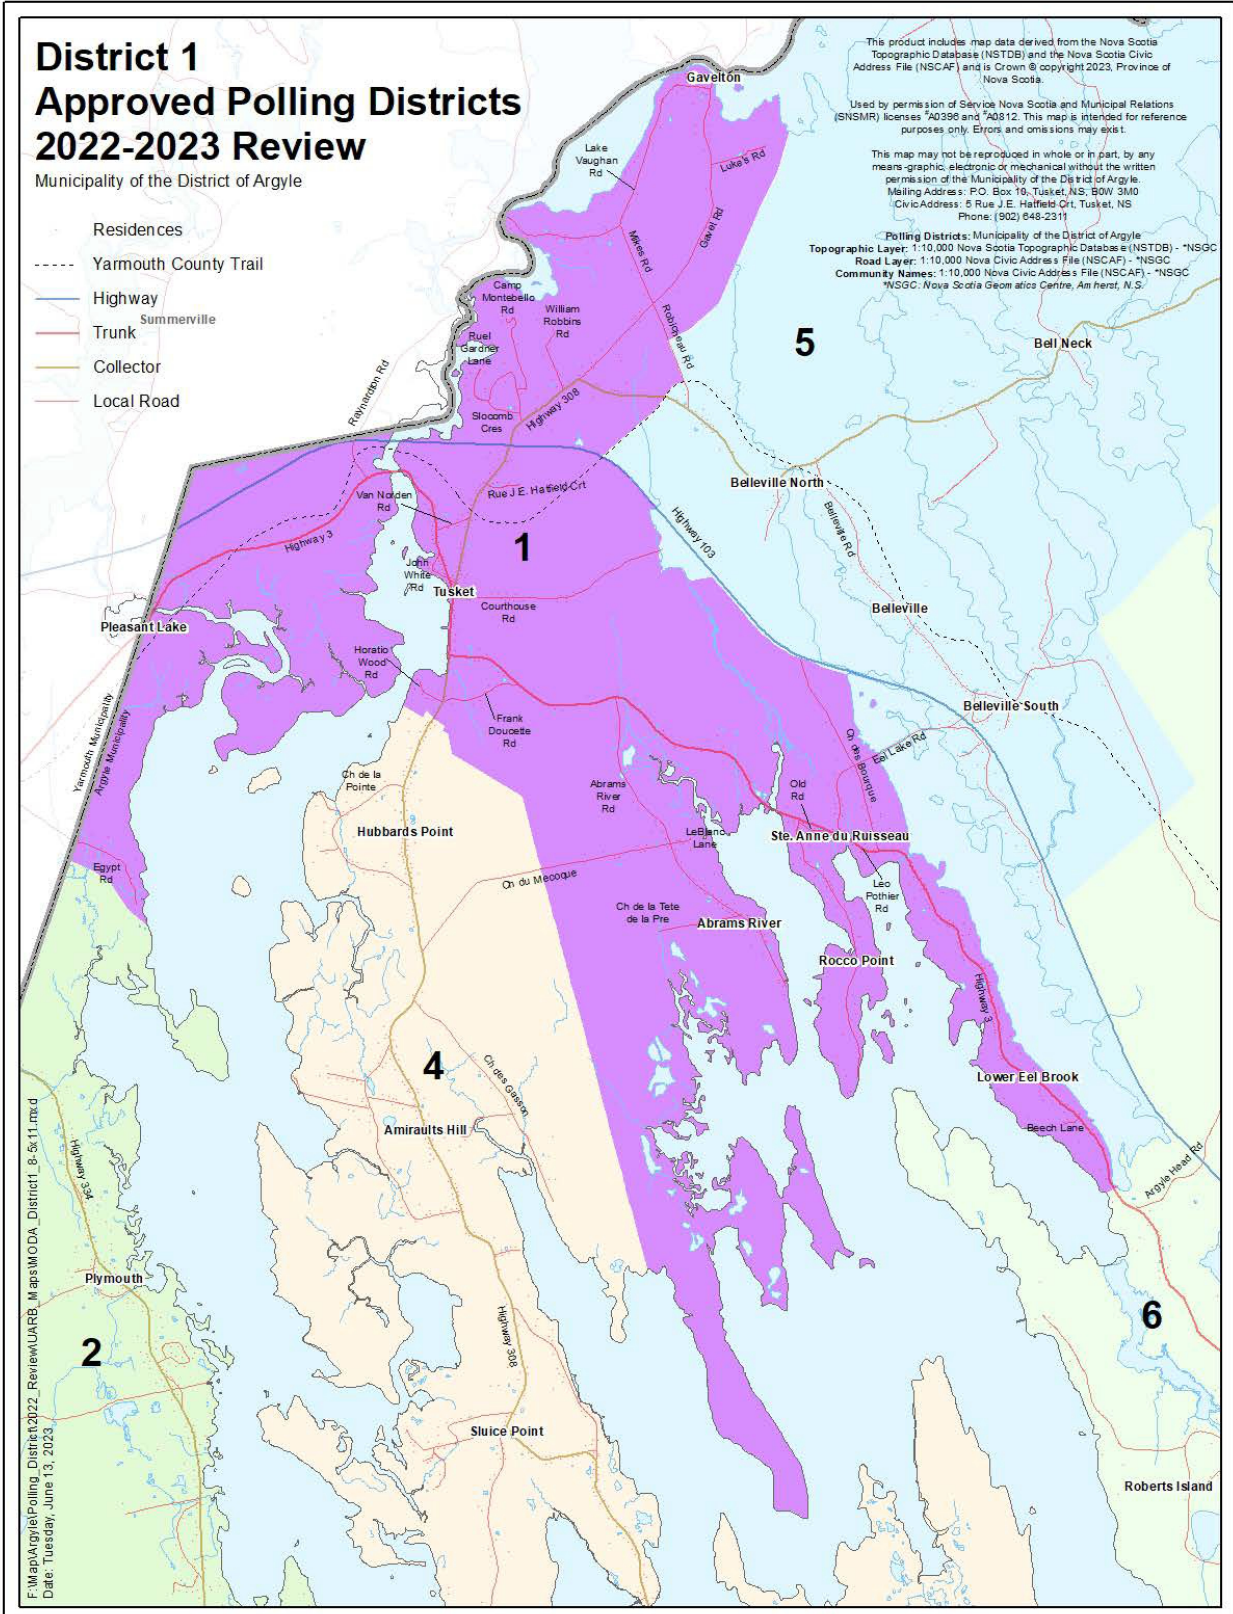 District 1
Approved Polling Districts
2022-2023 Review
Municipality of the District of Argyle
Residences
Yarmouth County Trail
Highway
Trunk
Collector
Local Road
Summerville
This product includes map data derived from the Nova Scotia
Topographic Database (NSTDB) and the Nova Scotia Civic
Address File (NSCAF) and is Crown © copyright 2023, Province of
Nova Scotia.
Used by permission of Service Nova Scotia and Municipal Relations
(SNSMR) licenses #A0396 and #A0812. This map is intended for reference
purposes only. Errors and omissions may exist.
This map may not be reproduced in whole or in part, by any
means-graphic, electronic or mechanical without the written
permission of the Municipality of the District of Argyle.
Mailing Address: P.O. Box 10, Tusket, NS, B0W 3M0
Civic Address: 5 Rue J.E. Hatfield Crt, Tusket, NS
Phone: (902) 648-2311
Polling Districts: Municipality of the District of Argyle
Topographic Layer: 1:10,000 Nova Scotia Topographic Database (NSTDB) - *NSGC
Road Layer: 1:10,000 Nova Civic Address File (NSCAF) - *NSGC
Community Names: 1:10,000 Nova Civic Address File (NSCAF) - *NSGC
*NSGC: Nova Scotia Geomatics Centre, Amherst, N.S.
Gavelton
Lake
Vaughan
Rd
Luke's Rd
Gavel Rd
Mikes Rd
Robicheau Rd
Camp
Montebello
Rd
William
Robbins
Rd
Ruel
Gardner
Lane
5
Bell Neck
Raynardton Rd
Slocomb
Cres
Highway 308
Belleville North
Van Norden
Rd
Rue J.E. Hatfield Crt
Highway 103
Belleville Rd
Highway 3
1
John
White
Rd
Tusket
Courthouse
Rd
Belleville
Pleasant Lake
Horatio
Wood
Rd
Frank
Doucette
Rd
Belleville South
Yarmouth Municipality
Argyle Municipality
Eel Lake Rd
Ch des Bourque
Ch de la
Pointe
Abrams
River
Rd
Old
Rd
Hubbards Point
LeBlanc
Lane
Ste. Anne du Ruisseau
Egypt
Rd
Ch du Mecoque
Leo
Pothier
Rd
Ch de la Tete
de la Pre
Abrams River
Rocco Point
Highway 3
4
Ch des Gasson
Lower Eel Brook
Amiraults Hill
Beech Lane
Argyle Head Rd
Highway 334
Plymouth
2
Highway 308
6
Sluice Point
Roberts Island
F:\Map\Argyle\Polling_District\2022_Review\UARB_Maps\MODA_District1_8-5x11.mxd
Date: Tuesday, June 13, 2023